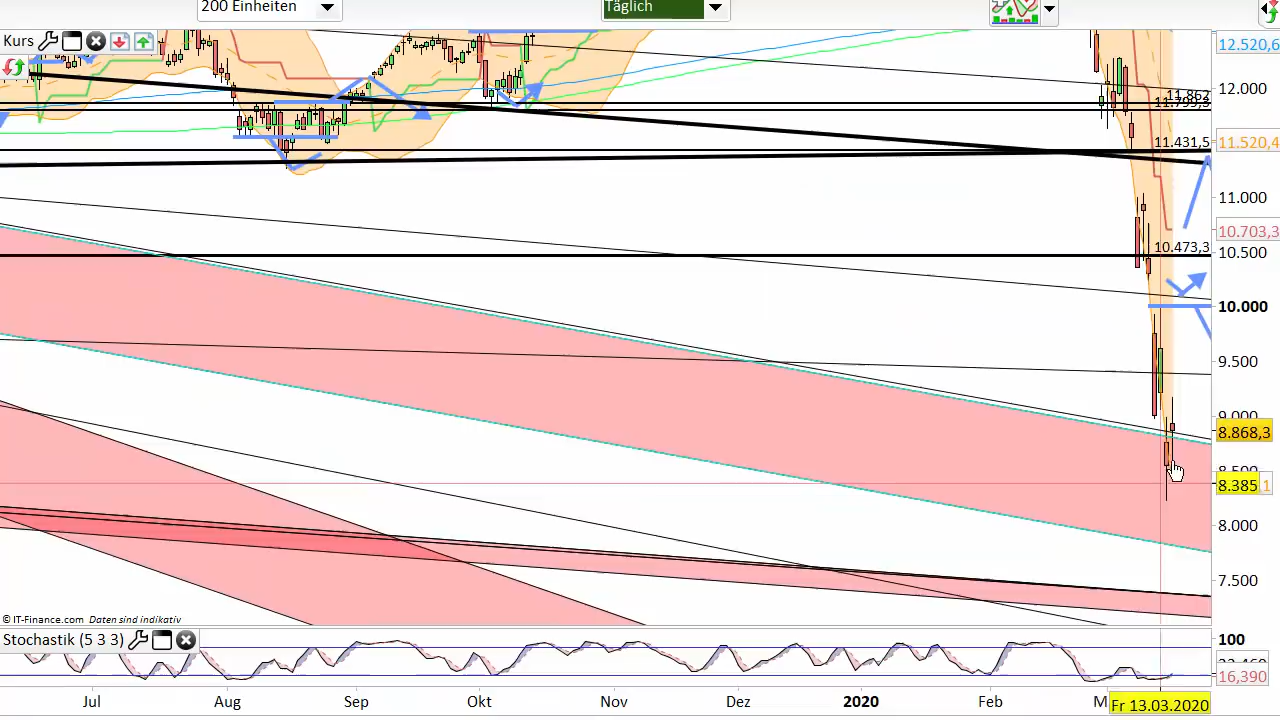 200 Einheiten
Täglich
Kurs
12.520,6
12.000
11.862
11.799,3
11.431,5
11.520,4
11.000
10.703,3
10.473,3
10.500
10.000
9.500
9.000
8.868,3
8.385,1
8.000
7.500
© IT-Finance.com Daten sind indikativ
Stochastik (5 3 3)
100
16,390
Jul
Aug
Sep
Okt
Nov
Dez
2020
Feb
Fr 13.03.2020